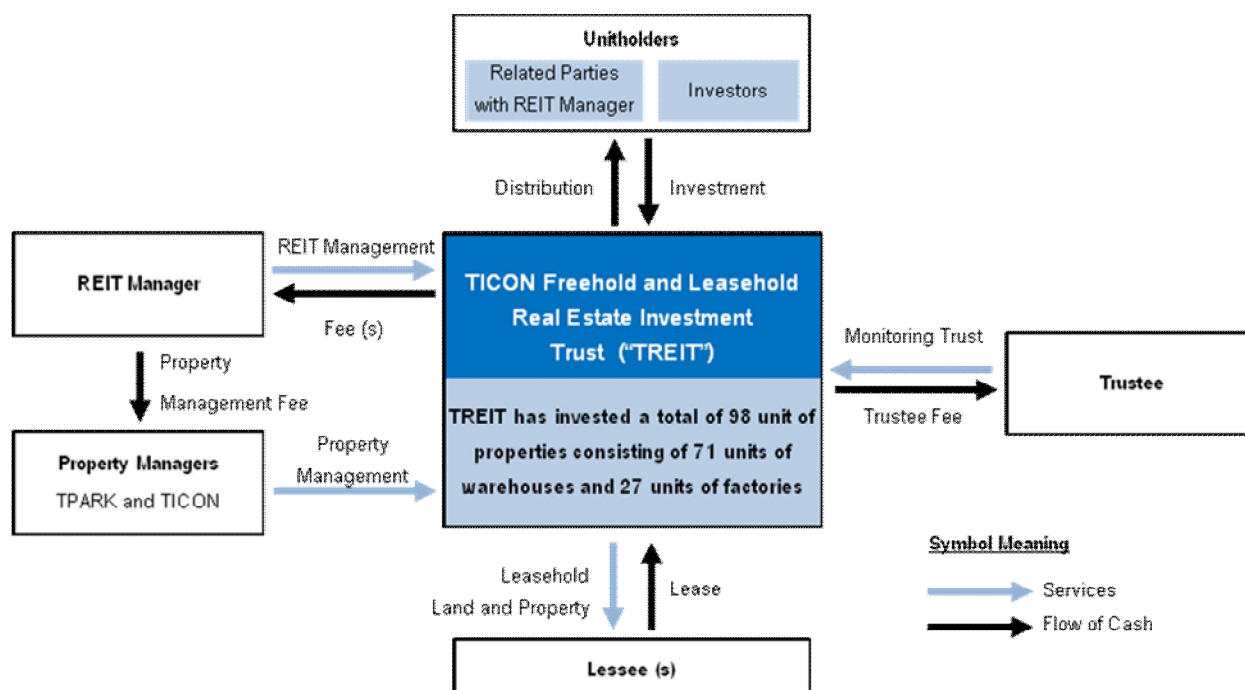 Unitholders
Related Parties
with REIT Manager
Investors
Distribution
Investment
REIT Management
REIT Manager
Fee (s)
TICON Freehold and Leasehold
Real Estate Investment
Trust ("TREIT")
Monitoring Trust
Trustee
Trustee Fee
Property
Management Fee
TREIT has invested a total of 98 unit of
properties consisting of 71 units of
warehouses and 27 units of factories
Property Managers
TPARK and TICON
Property
Management
Leasehold
Land and Property
Lease
Lessee (s)
Symbol Meaning
Services
Flow of Cash